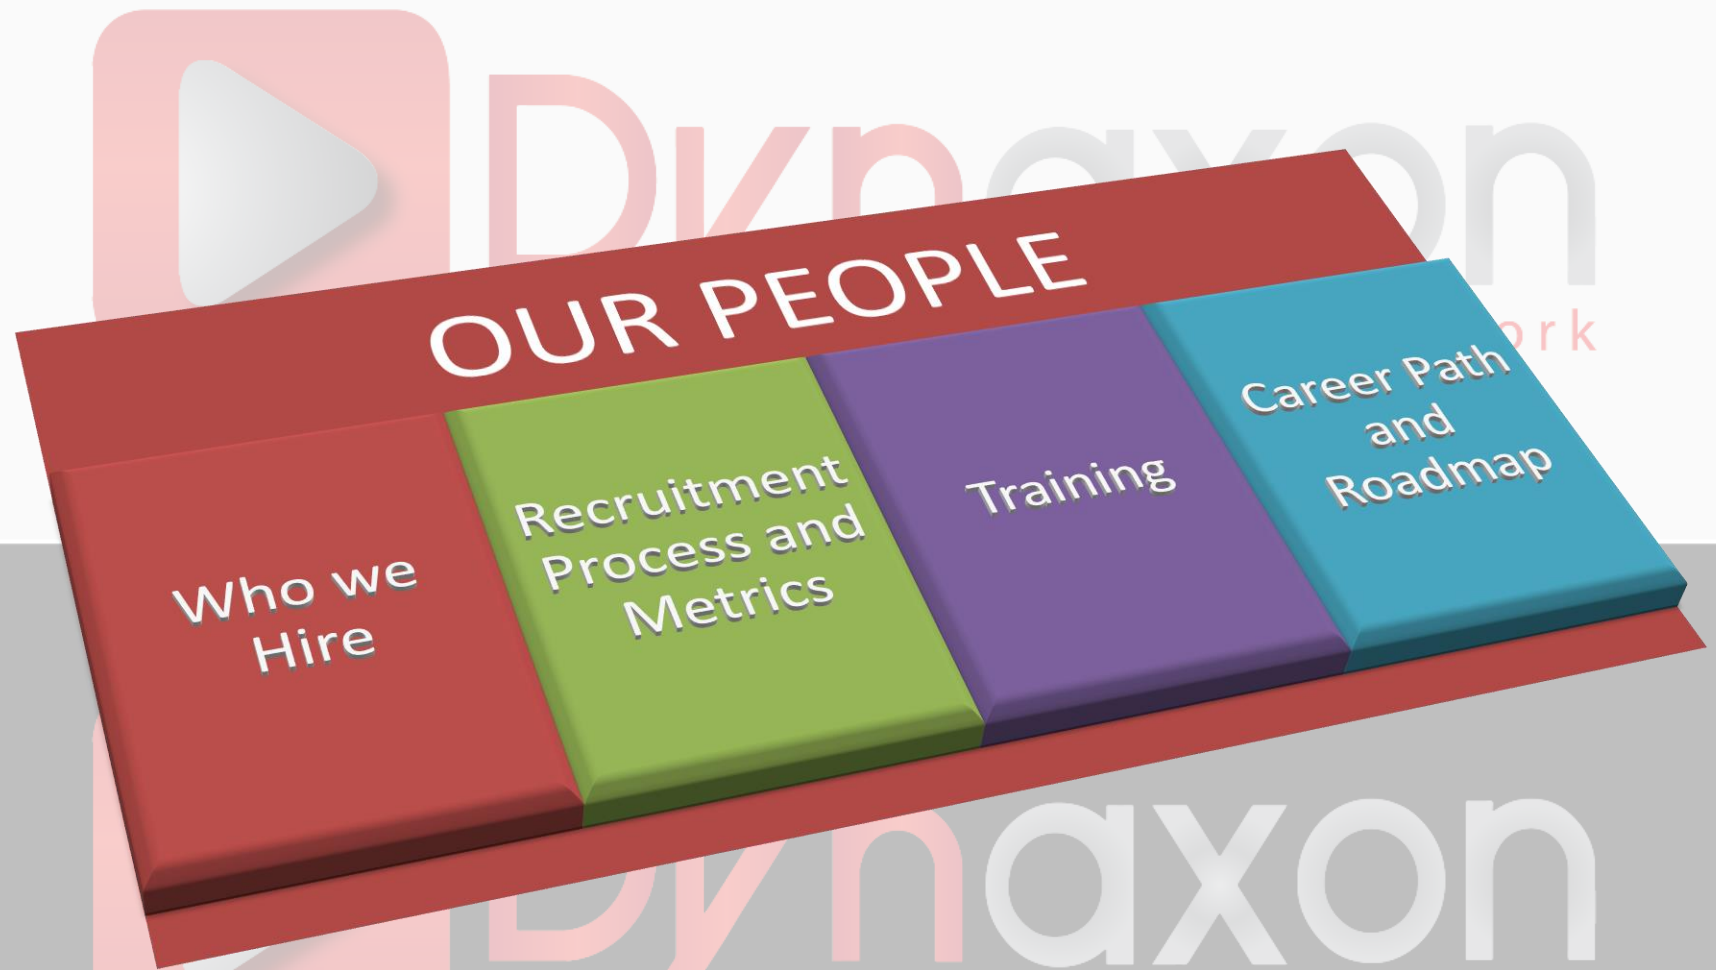 Dynaxon
OUR PEOPLE
Who we
Hire
Recruitment
Process and
Metrics
Training
Career Path
and
Roadmap
Dynaxon